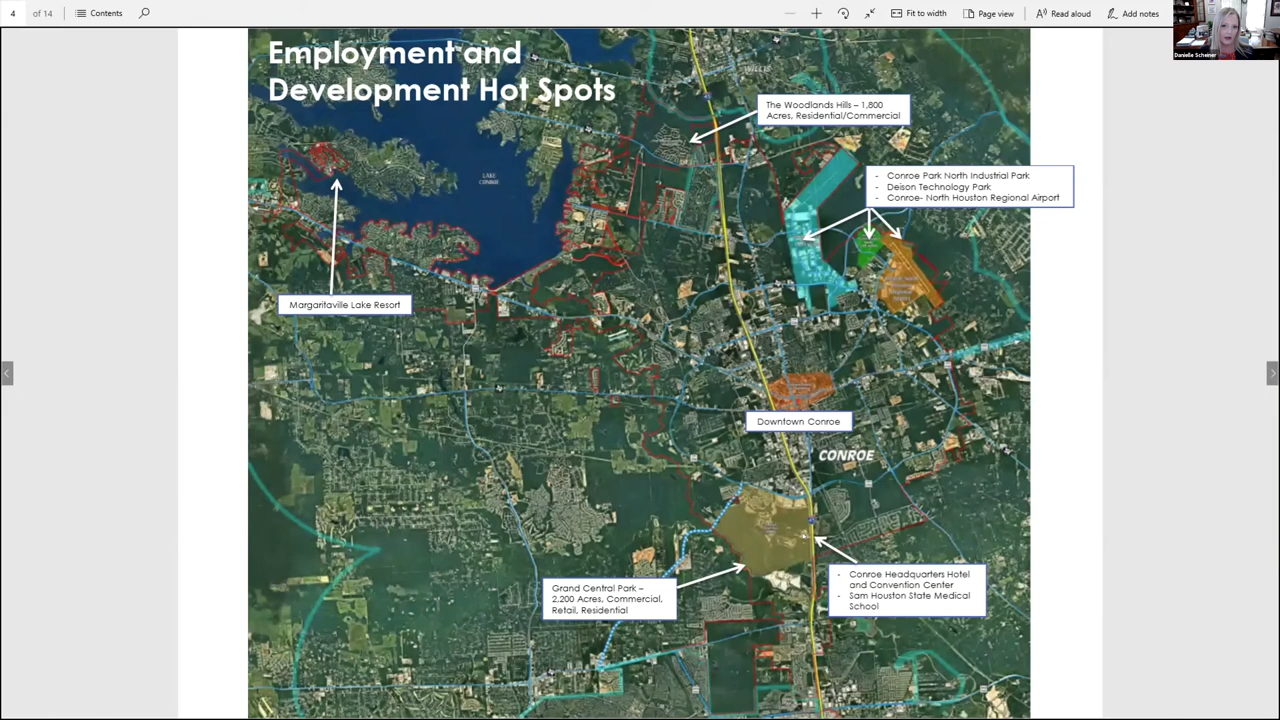 4 of 14 Contents Fit to width Page view Read aloud Add notes
Danielle Scheiner
Employment and
Development Hot Spots
WILLIS
The Woodlands Hills – 1,800
Acres, Residential/Commercial
LAKE
CONROE
- Conroe Park North Industrial Park
- Deison Technology Park
- Conroe- North Houston Regional Airport
Margaritaville Lake Resort
Downtown Conroe
CONROE
Grand Central Park –
2,200 Acres, Commercial,
Retail, Residential
- Conroe Headquarters Hotel
and Convention Center
- Sam Houston State Medical
School